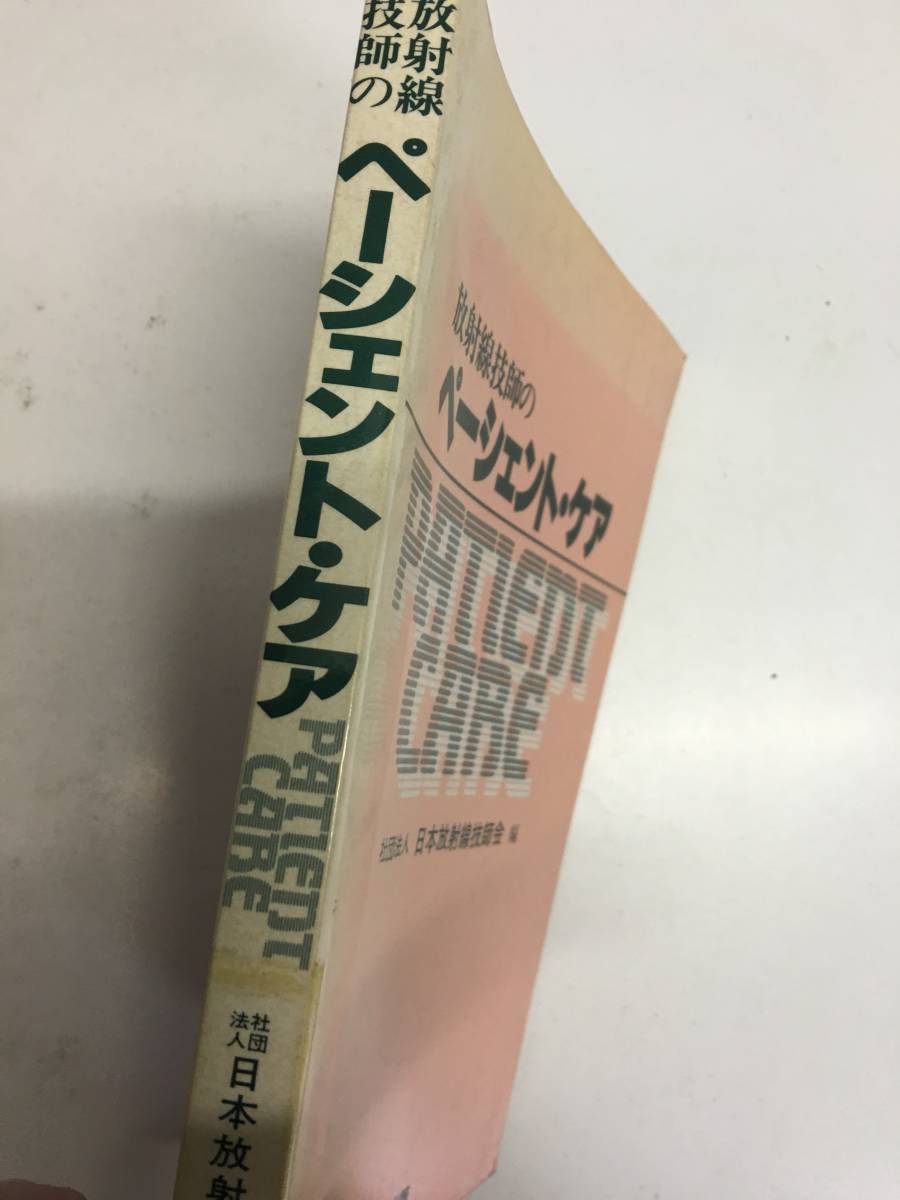 放射線
技師の
ペーシェント・ケア
PATIENT
CARE
社団
法人
日本放射
放射線技師の
ペーシェント・ケア
PATIENT
CARE
社団法人 日本放射線技師会 編